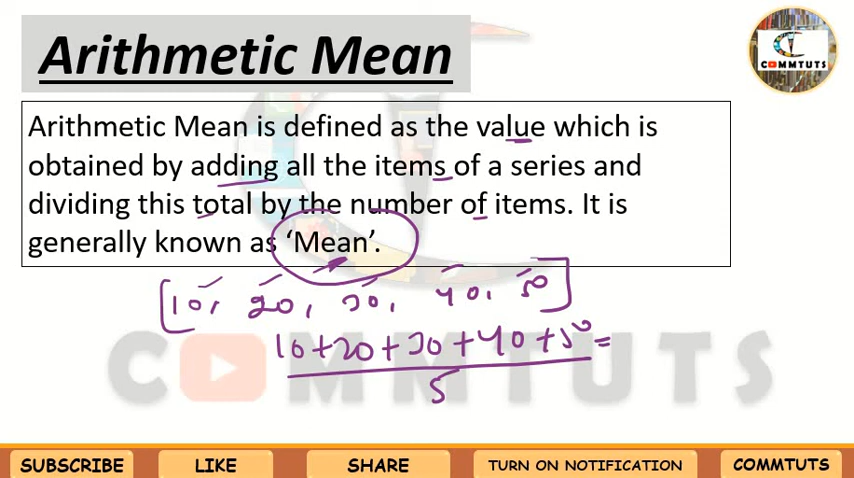 Arithmetic Mean
COMMTUTS
Arithmetic Mean is defined as the value which is
obtained by adding all the items of a series and
dividing this total by the number of items. It is
generally known as ‘Mean’.
[10, 20, 30, 40, 50]
10+20+30+40+50=
5
COMMTUTS
SUBSCRIBE LIKE SHARE TURN ON NOTIFICATION COMMTUTS